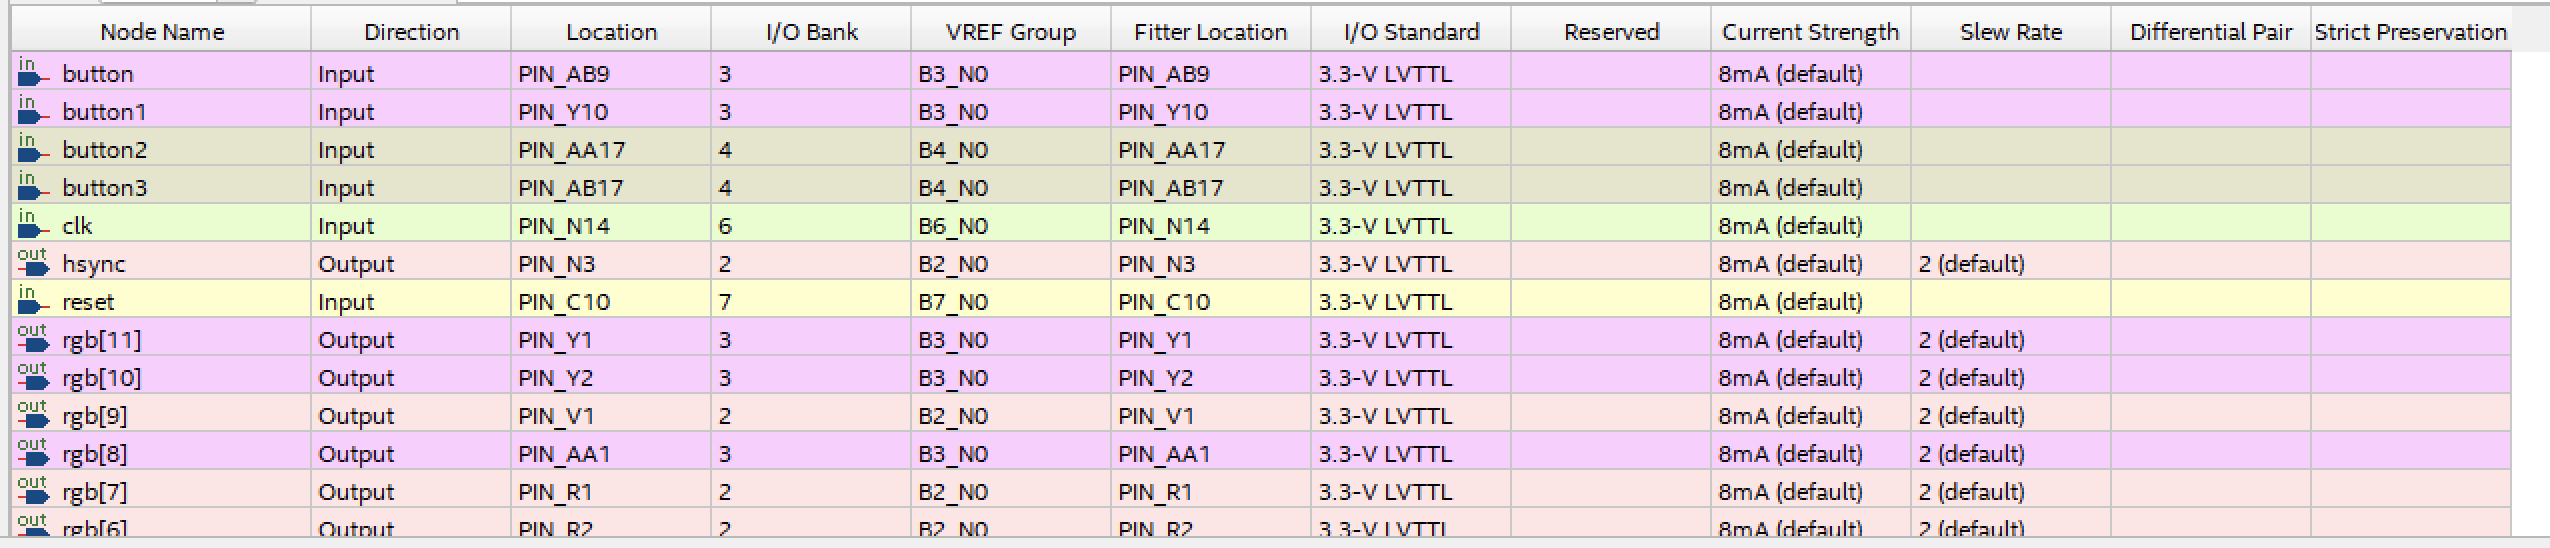 Node Name Direction Location I/O Bank VREF Group Fitter Location I/O Standard Reserved Current Strength Slew Rate Differential Pair Strict Preservation
in button Input PIN_AB9 3 B3_N0 PIN_AB9 3.3-V LVTTL 8mA (default)
in button1 Input PIN_Y10 3 B3_N0 PIN_Y10 3.3-V LVTTL 8mA (default)
in button2 Input PIN_AA17 4 B4_N0 PIN_AA17 3.3-V LVTTL 8mA (default)
in button3 Input PIN_AB17 4 B4_N0 PIN_AB17 3.3-V LVTTL 8mA (default)
in clk Input PIN_N14 6 B6_N0 PIN_N14 3.3-V LVTTL 8mA (default)
out hsync Output PIN_N3 2 B2_N0 PIN_N3 3.3-V LVTTL 8mA (default) 2 (default)
in reset Input PIN_C10 7 B7_N0 PIN_C10 3.3-V LVTTL 8mA (default)
out rgb[11] Output PIN_Y1 3 B3_N0 PIN_Y1 3.3-V LVTTL 8mA (default) 2 (default)
out rgb[10] Output PIN_Y2 3 B3_N0 PIN_Y2 3.3-V LVTTL 8mA (default) 2 (default)
out rgb[9] Output PIN_V1 2 B2_N0 PIN_V1 3.3-V LVTTL 8mA (default) 2 (default)
out rgb[8] Output PIN_AA1 3 B3_N0 PIN_AA1 3.3-V LVTTL 8mA (default) 2 (default)
out rgb[7] Output PIN_R1 2 B2_N0 PIN_R1 3.3-V LVTTL 8mA (default) 2 (default)
out rgb[6] Output PIN_R2 2 B2_N0 PIN_R2 3.3-V LVTTL 8mA (default) 2 (default)